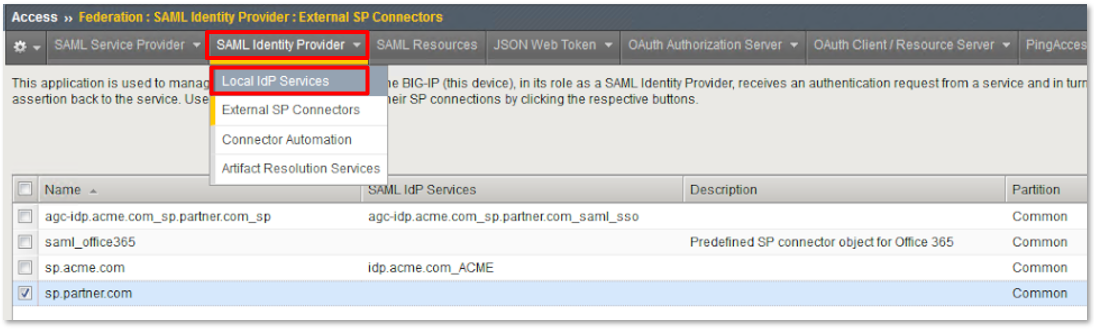 Access ›› Federation : SAML Identity Provider : External SP Connectors
SAML Service Provider SAML Identity Provider SAML Resources JSON Web Token OAuth Authorization Server OAuth Client / Resource Server PingAcces
This application is used to manag
Local IdP Services
ne BIG-IP (this device), in its role as a SAML Identity Provider, receives an authentication request from a service and in turn
assertion back to the service. Use
heir SP connections by clicking the respective buttons.
External SP Connectors
Connector Automation
Artifact Resolution Services
Name SAML IdP Services Description Partition
agc-idp.acme.com_sp.partner.com_sp agc-idp.acme.com_sp.partner.com_saml_sso Common
saml_office365 Predefined SP connector object for Office 365 Common
sp.acme.com idp.acme.com_ACME Common
sp.partner.com Common